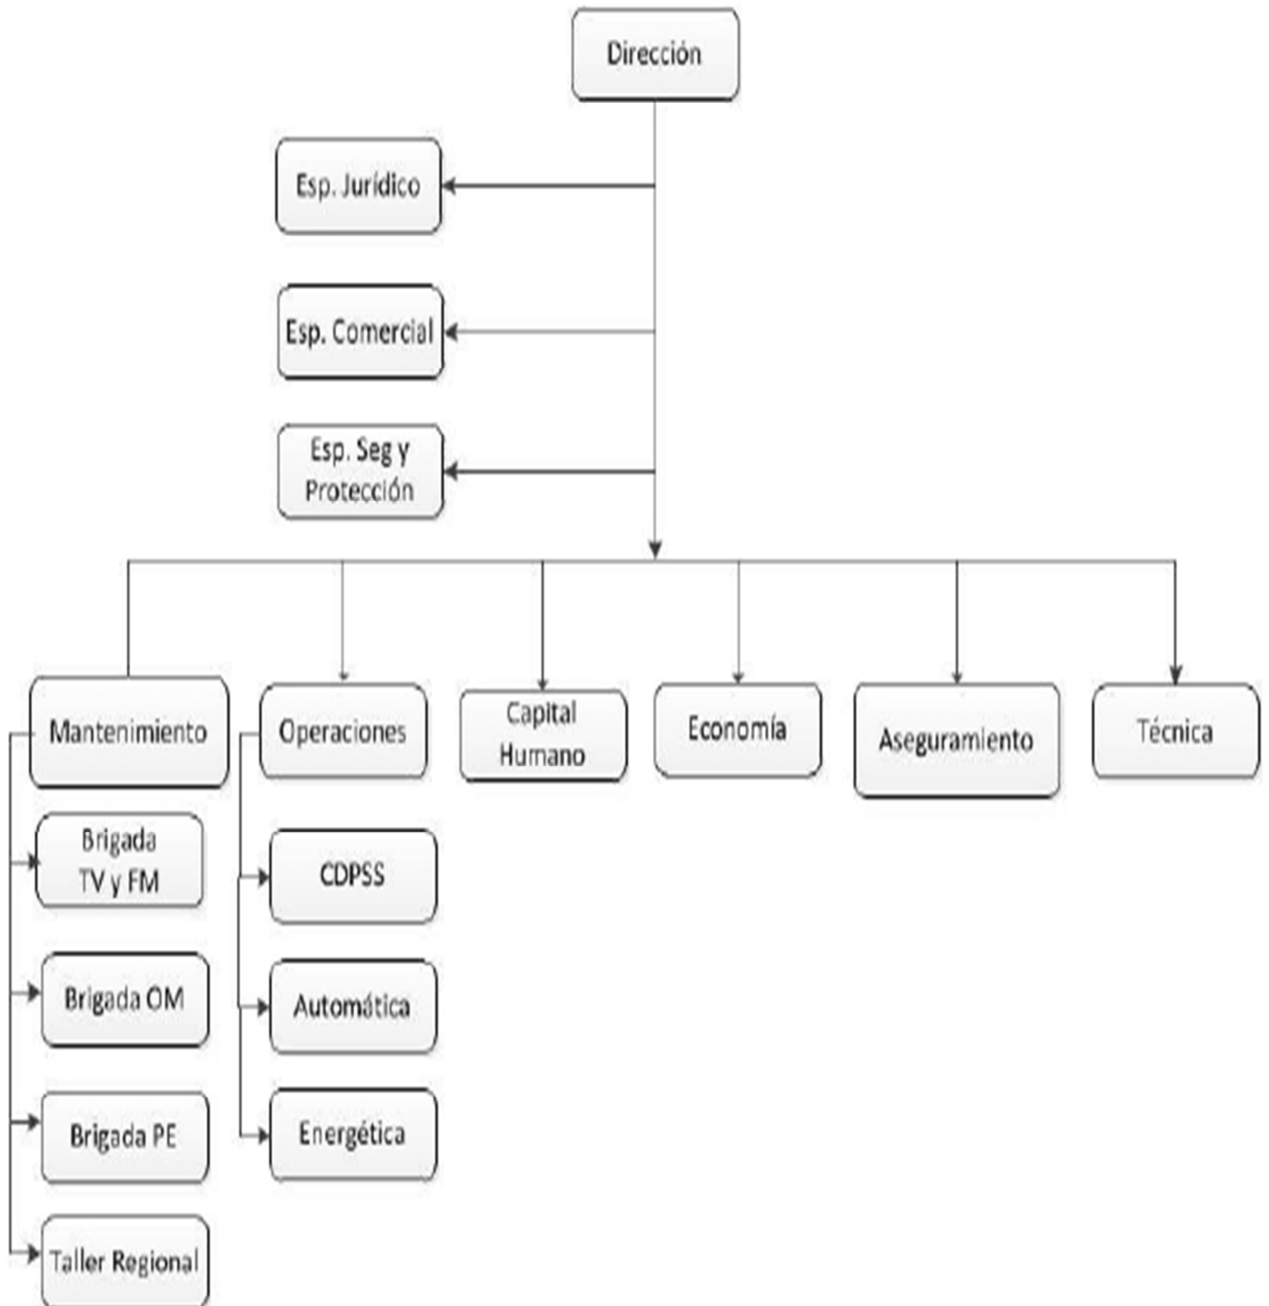 Dirección
Esp. Jurídico
Esp. Comercial
Esp. Seg y
Protección
Mantenimiento
Operaciones
Capital
Humano
Economía
Aseguramiento
Técnica
Brigada
TV y FM
Brigada OM
Brigada PE
Taller Regional
CDPSS
Automática
Energética